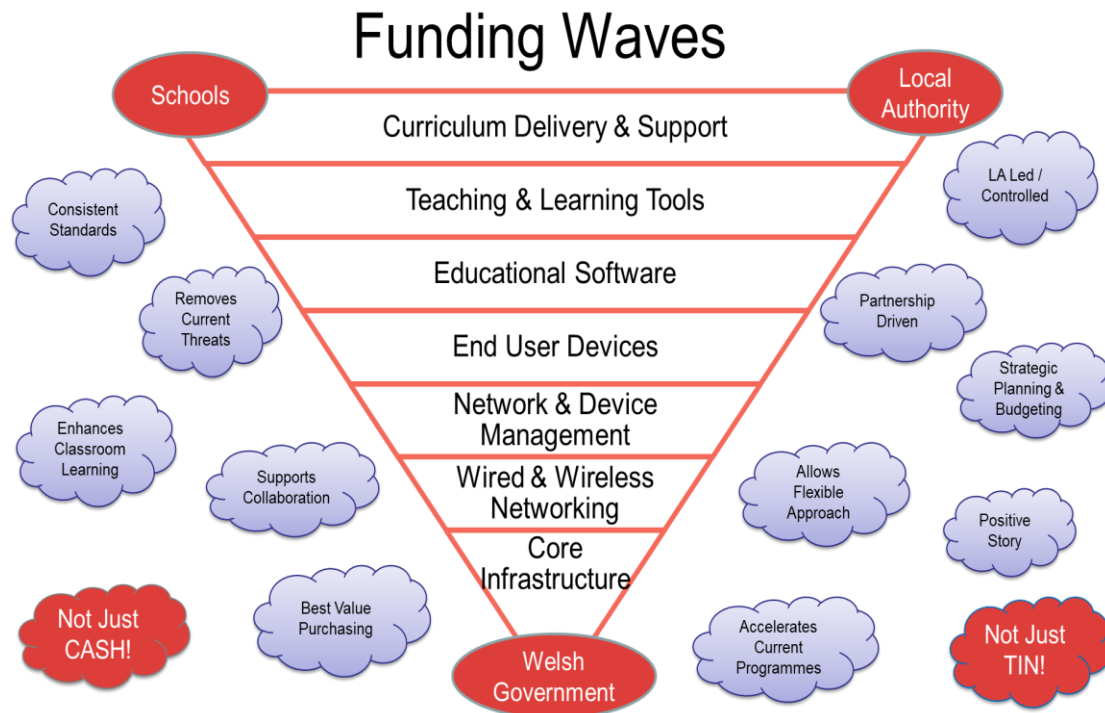 Funding Waves
Schools
Local
Authority
Curriculum Delivery & Support
Teaching & Learning Tools
Educational Software
End User Devices
Network & Device
Management
Wired & Wireless
Networking
Core
Infrastructure
Welsh
Government
Consistent
Standards
Removes
Current
Threats
Enhances
Classroom
Learning
Supports
Collaboration
Not Just
CASH!
Best Value
Purchasing
LA Led /
Controlled
Partnership
Driven
Strategic
Planning &
Budgeting
Allows
Flexible
Approach
Positive
Story
Accelerates
Current
Programmes
Not Just
TIN!